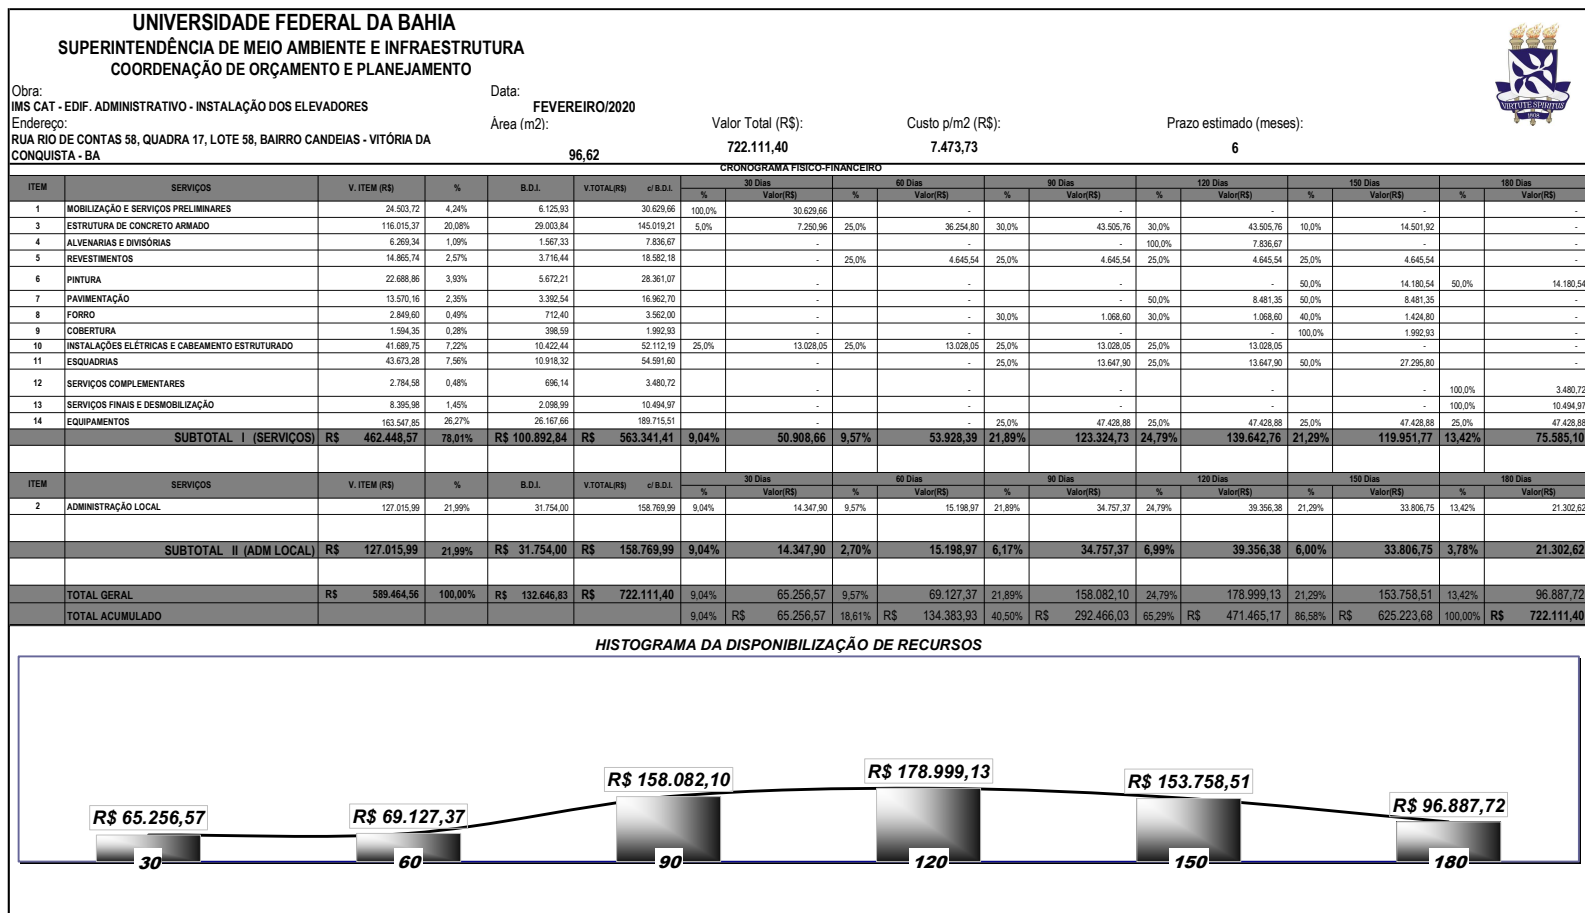 UNIVERSIDADE FEDERAL DA BAHIA
SUPERINTENDÊNCIA DE MEIO AMBIENTE E INFRAESTRUTURA
COORDENAÇÃO DE ORÇAMENTO E PLANEJAMENTO
VIRTUTE SPIRITUS
Obra: Data:
IMS CAT - EDIF. ADMINISTRATIVO - INSTALAÇÃO DOS ELEVADORES FEVEREIRO/2020
Endereço: Área (m2): Valor Total (R$): Custo p/m2 (R$): Prazo estimado (meses):
RUA RIO DE CONTAS 58, QUADRA 17, LOTE 58, BAIRRO CANDEIAS - VITÓRIA DA
CONQUISTA - BA 96,62 722.111,40 7.473,73 6
CRONOGRAMA FÍSICO-FINANCEIRO
ITEM SERVIÇOS V. ITEM (R$) % B.D.I. V.TOTAL(R$) c/ B.D.I. 30 Dias 60 Dias 90 Dias 120 Dias 150 Dias 180 Dias
% Valor(R$) % Valor(R$) % Valor(R$) % Valor(R$) % Valor(R$) % Valor(R$)
1 MOBILIZAÇÃO E SERVIÇOS PRELIMINARES 24.503,72 4,24% 6.125,93 30.629,66 100,0% 30.629,66 - - - - -
3 ESTRUTURA DE CONCRETO ARMADO 116.015,37 20,08% 29.003,84 145.019,21 5,0% 7.250,96 25,0% 36.254,80 30,0% 43.505,76 30,0% 43.505,76 10,0% 14.501,92 -
4 ALVENARIAS E DIVISÓRIAS 6.269,34 1,09% 1.567,33 7.836,67 - - - 100,0% 7.836,67 - -
5 REVESTIMENTOS 14.865,74 2,57% 3.716,44 18.582,18 - 25,0% 4.645,54 25,0% 4.645,54 25,0% 4.645,54 25,0% 4.645,54 -
6 PINTURA 22.688,86 3,93% 5.672,21 28.361,07 - - - - 50,0% 14.180,54 50,0% 14.180,54
7 PAVIMENTAÇÃO 13.570,16 2,35% 3.392,54 16.962,70 - - - 50,0% 8.481,35 50,0% 8.481,35 -
8 FORRO 2.849,60 0,49% 712,40 3.562,00 - - 30,0% 1.068,60 30,0% 1.068,60 40,0% 1.424,80 -
9 COBERTURA 1.594,35 0,28% 398,59 1.992,93 - - - - 100,0% 1.992,93 -
10 INSTALAÇÕES ELÉTRICAS E CABEAMENTO ESTRUTURADO 41.689,75 7,22% 10.422,44 52.112,19 25,0% 13.028,05 25,0% 13.028,05 25,0% 13.028,05 25,0% 13.028,05 - -
11 ESQUADRIAS 43.673,28 7,56% 10.918,32 54.591,60 - - 25,0% 13.647,90 25,0% 13.647,90 50,0% 27.295,80 -
12 SERVIÇOS COMPLEMENTARES 2.784,58 0,48% 696,14 3.480,72 - - - - - 100,0% 3.480,72
13 SERVIÇOS FINAIS E DESMOBILIZAÇÃO 8.395,98 1,45% 2.098,99 10.494,97 - - - - - 100,0% 10.494,97
14 EQUIPAMENTOS 163.547,85 26,27% 26.167,66 189.715,51 - - 25,0% 47.428,88 25,0% 47.428,88 25,0% 47.428,88 25,0% 47.428,88
SUBTOTAL I (SERVIÇOS) R$ 462.448,57 78,01% R$ 100.892,84 R$ 563.341,41 9,04% 50.908,66 9,57% 53.928,39 21,89% 123.324,73 24,79% 139.642,76 21,29% 119.951,77 13,42% 75.585,10
ITEM SERVIÇOS V. ITEM (R$) % B.D.I. V.TOTAL(R$) c/ B.D.I. 30 Dias 60 Dias 90 Dias 120 Dias 150 Dias 180 Dias
% Valor(R$) % Valor(R$) % Valor(R$) % Valor(R$) % Valor(R$) % Valor(R$)
2 ADMINISTRAÇÃO LOCAL 127.015,99 21,99% 31.754,00 158.769,99 9,04% 14.347,90 9,57% 15.198,97 21,89% 34.757,37 24,79% 39.356,38 21,29% 33.806,75 13,42% 21.302,62
SUBTOTAL II (ADM LOCAL) R$ 127.015,99 21,99% R$ 31.754,00 R$ 158.769,99 9,04% 14.347,90 2,70% 15.198,97 6,17% 34.757,37 6,99% 39.356,38 6,00% 33.806,75 3,78% 21.302,62
TOTAL GERAL R$ 589.464,56 100,00% R$ 132.646,83 R$ 722.111,40 9,04% 65.256,57 9,57% 69.127,37 21,89% 158.082,10 24,79% 178.999,13 21,29% 153.758,51 13,42% 96.887,72
TOTAL ACUMULADO 9,04% R$ 65.256,57 18,61% R$ 134.383,93 40,50% R$ 292.466,03 65,29% R$ 471.465,17 86,58% R$ 625.223,68 100,00% R$ 722.111,40
HISTOGRAMA DA DISPONIBILIZAÇÃO DE RECURSOS
R$ 65.256,57 R$ 69.127,37 R$ 158.082,10 R$ 178.999,13 R$ 153.758,51 R$ 96.887,72
30 60 90 120 150 180